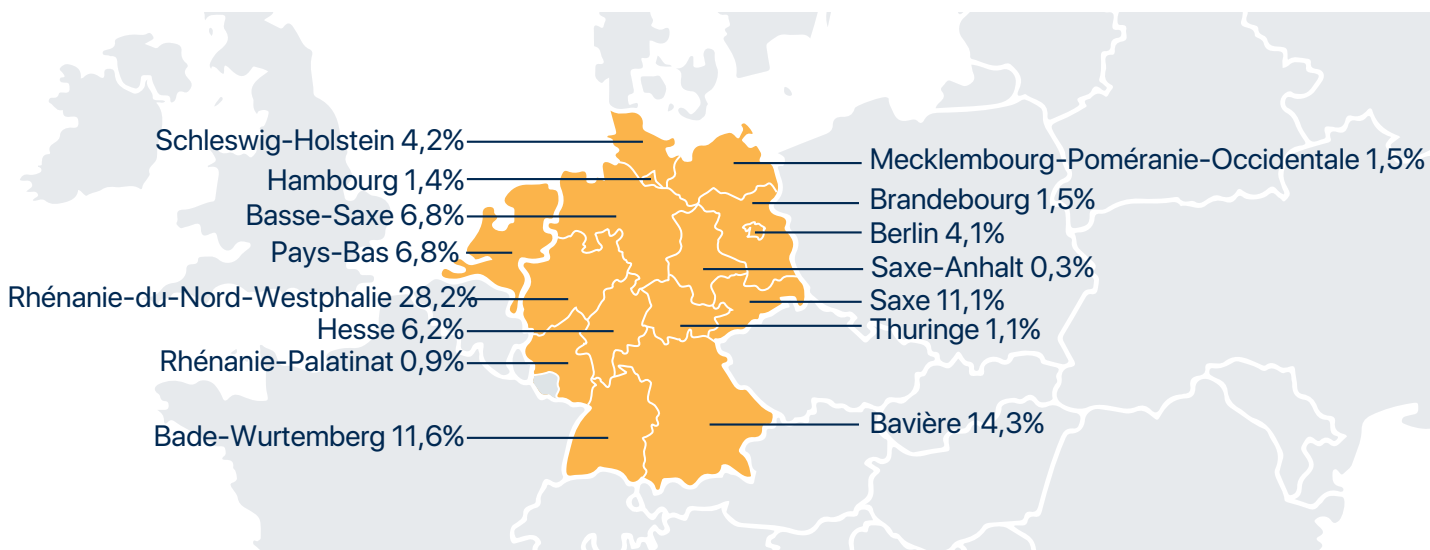 Schleswig-Holstein 4,2%
Hambourg 1,4%
Basse-Saxe 6,8%
Pays-Bas 6,8%
Rhénanie-du-Nord-Westphalie 28,2%
Hesse 6,2%
Rhénanie-Palatinat 0,9%
Bade-Wurtemberg 11,6%
Mecklembourg-Poméranie-Occidentale 1,5%
Brandebourg 1,5%
Berlin 4,1%
Saxe-Anhalt 0,3%
Saxe 11,1%
Thuringe 1,1%
Bavière 14,3%